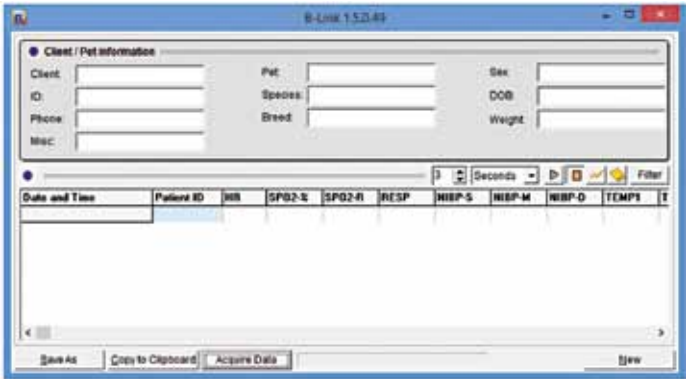 B-Link 1.5.0.49
Client / Pet Information
Client: Pet: Sex:
ID: Species: DOB:
Phone: Breed: Weight:
Misc:
3 Seconds Filter
Date and Time Patient ID HR SPO2-% SPO2-R RESP NIBP-S NIBP-M NIBP-D TEMP1 T
Save As Copy to Clipboard Acquire Data New